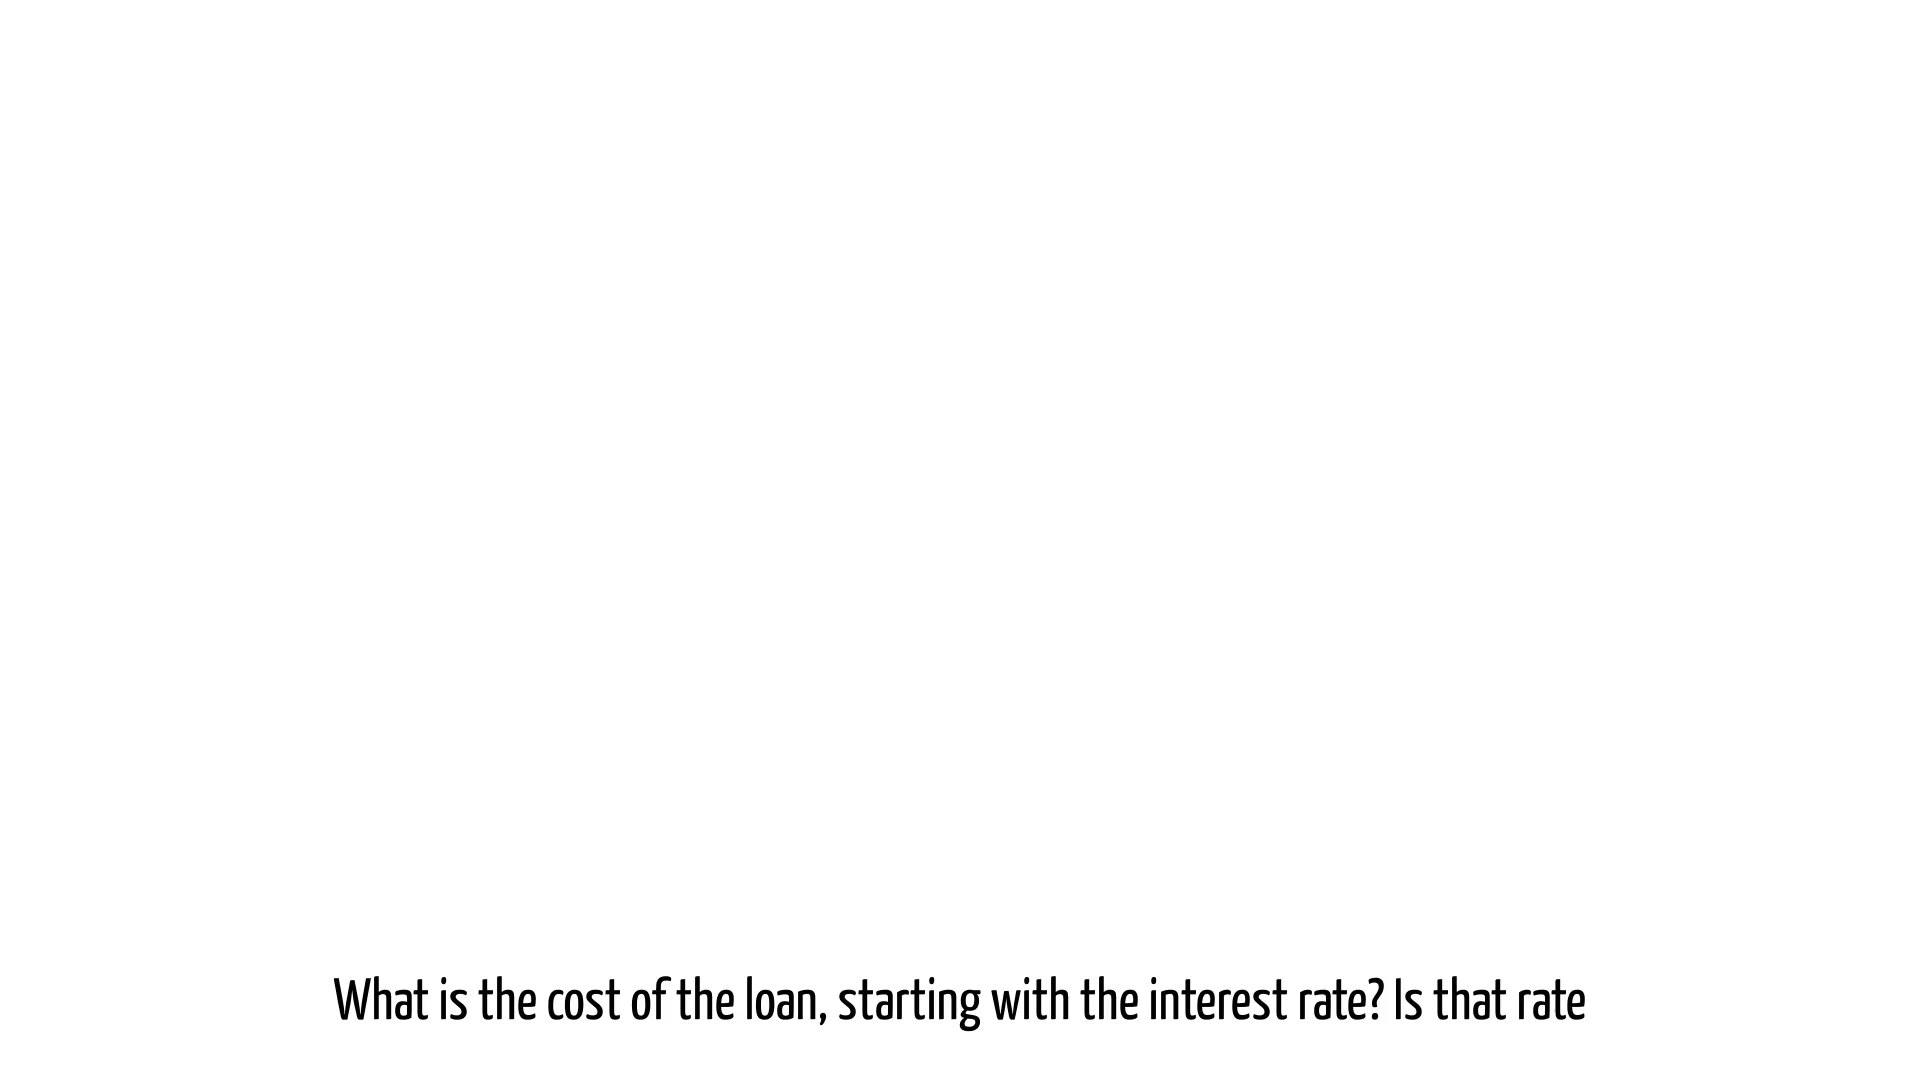 What is the cost of the loan, starting with the interest rate? Is that rate